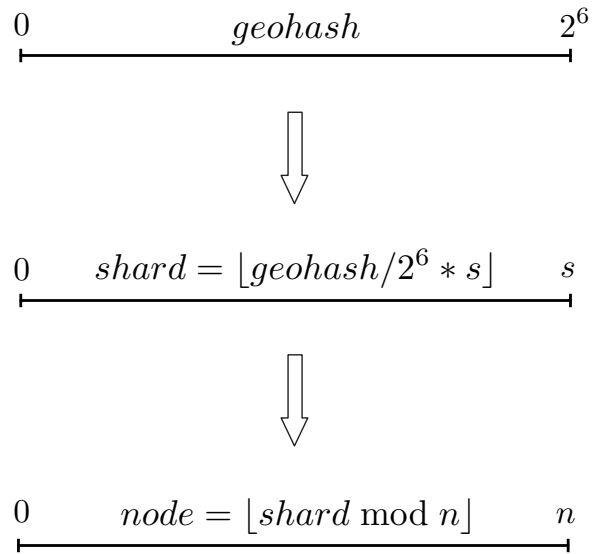 0 geohash 2^6
0 shard = ⌊geohash/2^6 * s⌋ s
0 node = ⌊shard mod n⌋ n